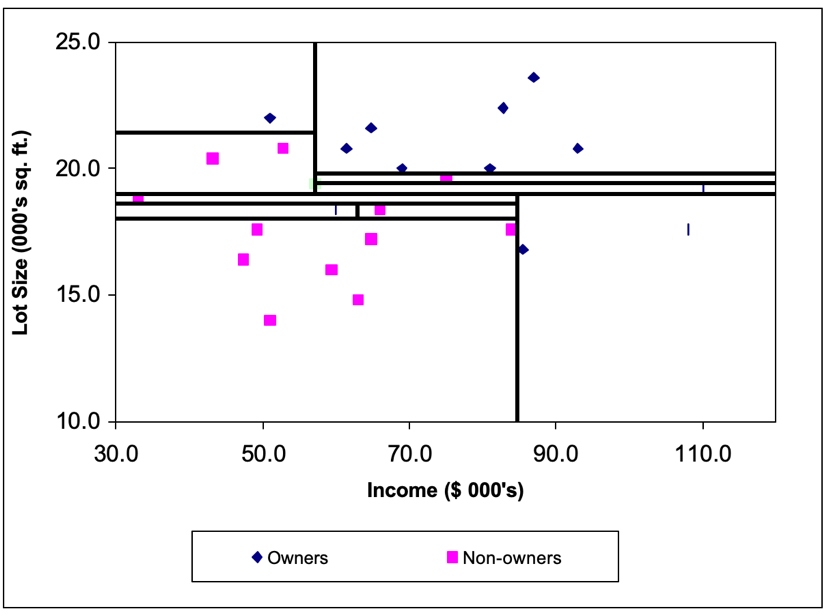 25.0
20.0
15.0
10.0
Lot Size (000's sq. ft.)
30.0 50.0 70.0 90.0 110.0
Income ($ 000's)
Owners Non-owners